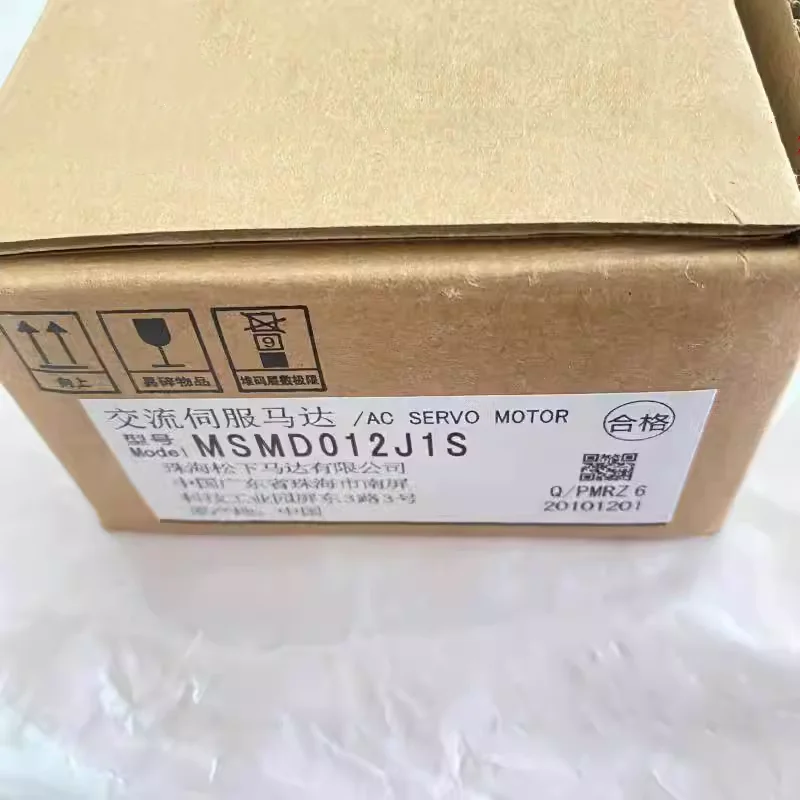 向上
易碎物品
9
堆码层数极限
交流伺服马达 /AC SERVO MOTOR
合格
型号
Model MSMD012J1S
珠海松下马达有限公司
中国广东省珠海市南屏
科技工业园屏东3路3号
原产地：中国
Q/PMRZ 6
20101201